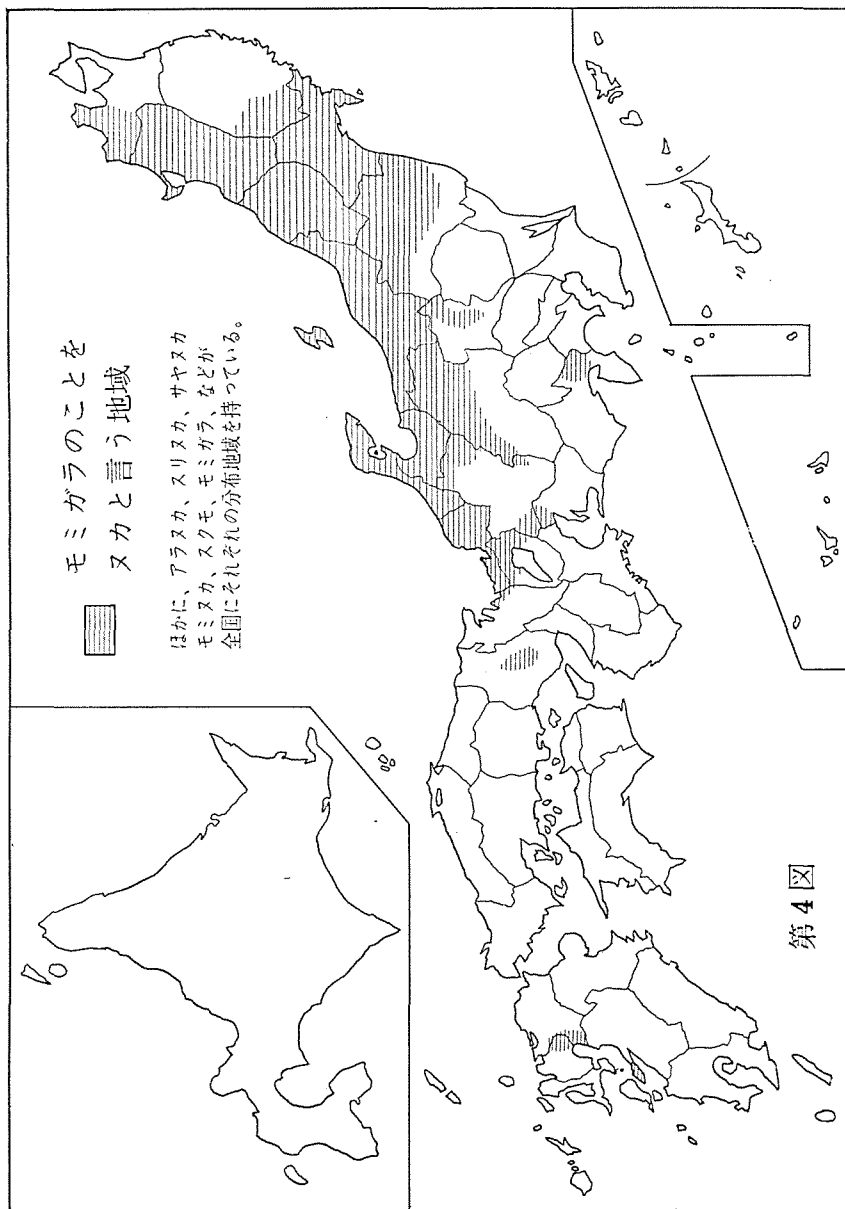 モミガラのことを
ヌカと言う地域
ほかに、アラヌカ、スリヌカ、サヤヌカ
モミヌカ、スクモ、モミガラ、などが
全国にそれぞれの分布地域を持っている。
第4図